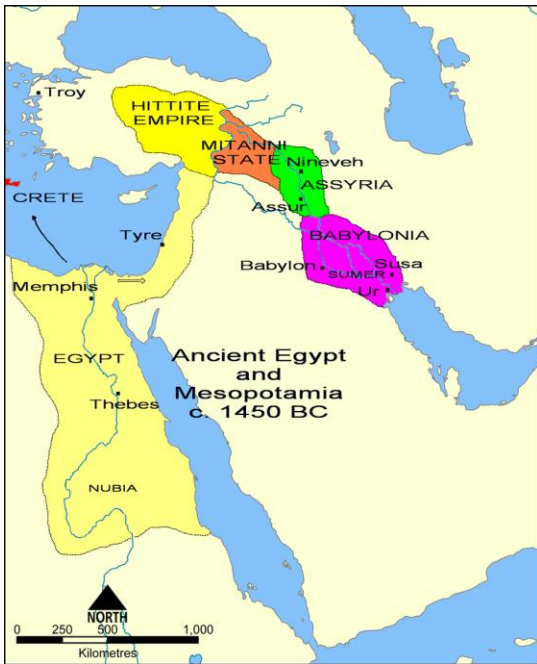 Troy
HITTITE
EMPIRE
MITANNI
STATE
Nineveh
ASSYRIA
Assur
CRETE
Tyre
BABYLONIA
Babylon
SUMER
Susa
Ur
Memphis
EGYPT
Thebes
NUBIA
Ancient Egypt
and
Mesopotamia
c. 1450 BC
NORTH
0 250 500 1,000
Kilometres